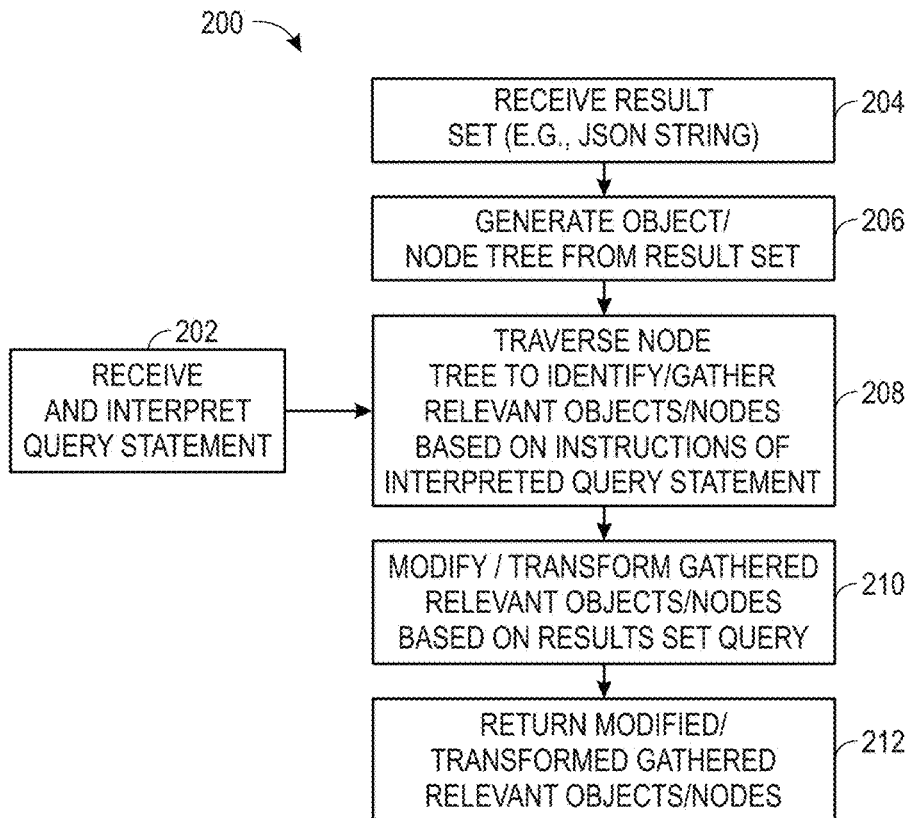 200
RECEIVE RESULT
SET (E.G., JSON STRING)
204
GENERATE OBJECT/
NODE TREE FROM RESULT SET
206
202
RECEIVE
AND INTERPRET
QUERY STATEMENT
TRAVERSE NODE
TREE TO IDENTIFY/GATHER
RELEVANT OBJECTS/NODES
BASED ON INSTRUCTIONS OF
INTERPRETED QUERY STATEMENT
208
MODIFY / TRANSFORM GATHERED
RELEVANT OBJECTS/NODES
BASED ON RESULTS SET QUERY
210
RETURN MODIFIED/
TRANSFORMED GATHERED
RELEVANT OBJECTS/NODES
212